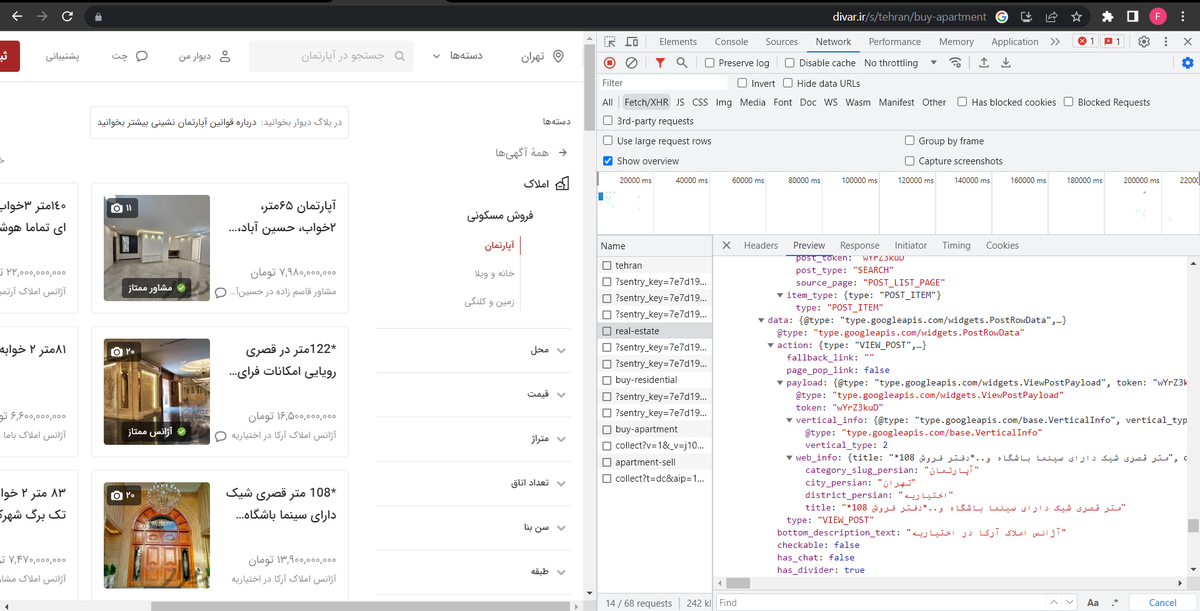 divar.ir/s/tehran/buy-apartment
F
تهران
دسته‌ها
جستجو در آپارتمان
دیوار من
چت
پشتیبانی
در بلاگ دیوار بخوانید: درباره قوانین آپارتمان نشینی بیشتر بخوانید
دسته‌ها
همهٔ آگهی‌ها
املاک
فروش مسکونی
آپارتمان
خانه و ویلا
زمین و کلنگی
محل
قیمت
متراژ
تعداد اتاق
سن بنا
طبقه
آپارتمان ۶۵متر،
۲خواب، حسین آباد،...
۷,۹۸۰,۰۰۰,۰۰۰ تومان
مشاور قاسم زاده در حسین‌آ...
۱۱
مشاور ممتاز
*122متر در قصری
رویایی امکانات فرای...
۱۶,۵۰۰,۰۰۰,۰۰۰ تومان
آژانس املاک آرکا در اختیاریه
۲۰
آژانس ممتاز
*108 متر قصری شیک
دارای سینما باشگاه...
۱۳,۹۰۰,۰۰۰,۰۰۰ تومان
آژانس املاک آرکا در اختیاریه
۲۰
۱٤۰متر ۳خواب
ای تماما هوش
۲۲,۰۰۰,۰۰۰,۰۰۰
آژانس املاک آرتمی
۸۱متر ۲ خوابه
۶,۶۰۰,۰۰۰,۰۰۰ تو
آژانس املاک باما
۸۳ متر ۲ خوا
تک برگ شهرک
۷,۴۷۰,۰۰۰,۰۰۰
آژانس املاک مشا
Elements Console Sources Network Performance Memory Application 1 1
Preserve log Disable cache No throttling
Filter Invert Hide data URLs
All Fetch/XHR JS CSS Img Media Font Doc WS Wasm Manifest Other Has blocked cookies Blocked Requests
3rd-party requests
Use large request rows Group by frame
Show overview Capture screenshots
20000 ms 40000 ms 60000 ms 80000 ms 100000 ms 120000 ms 140000 ms 160000 ms 180000 ms 200000 ms 22000
Name
tehran
?sentry_key=7e7d19...
?sentry_key=7e7d19...
?sentry_key=7e7d19...
real-estate
?sentry_key=7e7d19...
?sentry_key=7e7d19...
buy-residential
?sentry_key=7e7d19...
?sentry_key=7e7d19...
buy-apartment
collect?v=1&_v=j10...
apartment-sell
collect?t=dc&aip=1...
14 / 68 requests 242 k
Headers Preview Response Initiator Timing Cookies
post_token: "wYrZ3kuD"
post_type: "SEARCH"
source_page: "POST_LIST_PAGE"
item_type: {type: "POST_ITEM"}
type: "POST_ITEM"
data: {@type: "type.googleapis.com/widgets.PostRowData",…}
@type: "type.googleapis.com/widgets.PostRowData"
action: {type: "VIEW_POST",…}
fallback_link: ""
page_pop_link: false
payload: {@type: "type.googleapis.com/widgets.ViewPostPayload", token: "wYrZ3k
@type: "type.googleapis.com/widgets.ViewPostPayload"
token: "wYrZ3kuD"
vertical_info: {@type: "type.googleapis.com/base.VerticalInfo", vertical_typ
@type: "type.googleapis.com/base.VerticalInfo"
vertical_type: 2
web_info: {title: "*108 متر قصری شیک دارای سینما باشگاه و..*دفتر فروش",
category_slug_persian: "آپارتمان"
city_persian: "تهران"
district_persian: "اختیاریه"
title: "*108 متر قصری شیک دارای سینما باشگاه و..*دفتر فروش"
type: "VIEW_POST"
bottom_description_text: "آژانس املاک آرکا در اختیاریه"
checkable: false
has_chat: false
has_divider: true
Find Aa .* Cancel